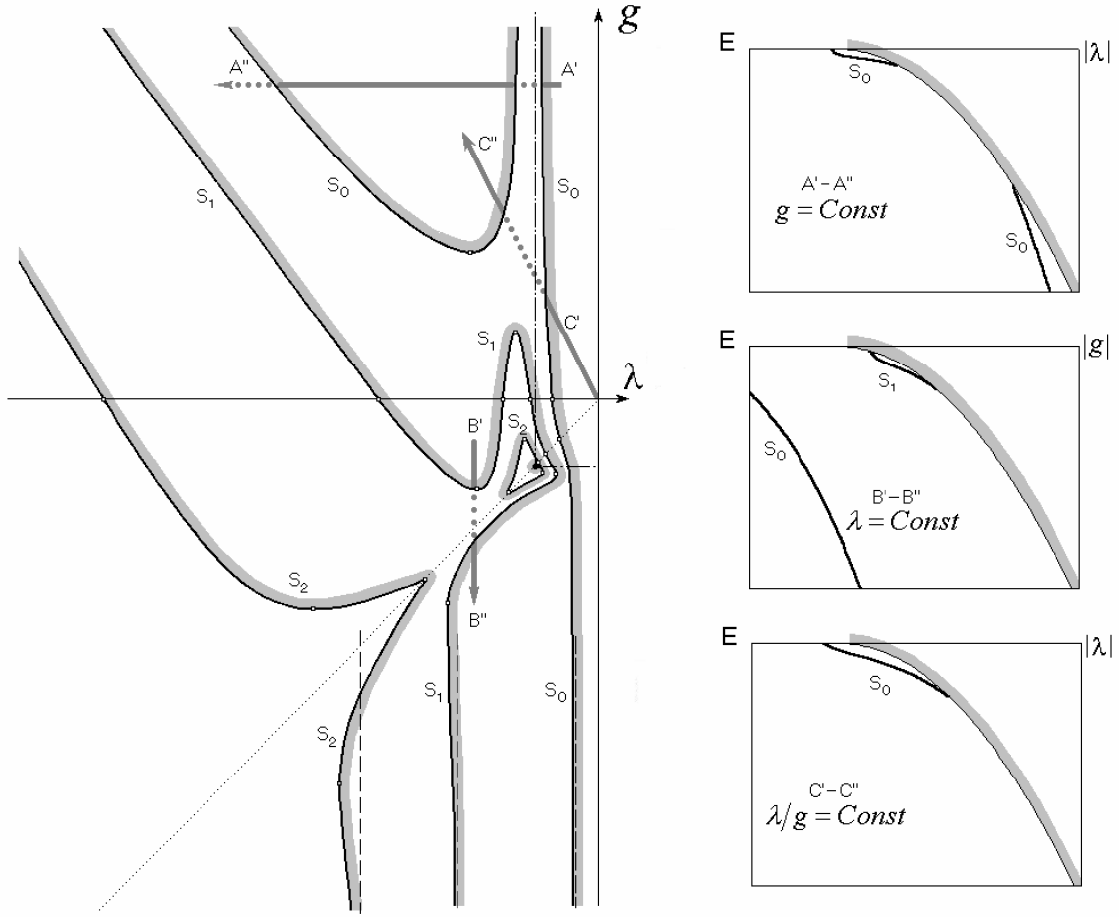 g
A'' A'
C''
S₀ S₀
S₁
C'
S₁
λ
B' S₂
S₂
B''
S₁ S₀
S₂
E
|λ|
S₀
A'–A''
g = Const
S₀
E
|g|
S₁
S₀
B'–B''
λ = Const
E
|λ|
S₀
C'–C''
λ/g = Const